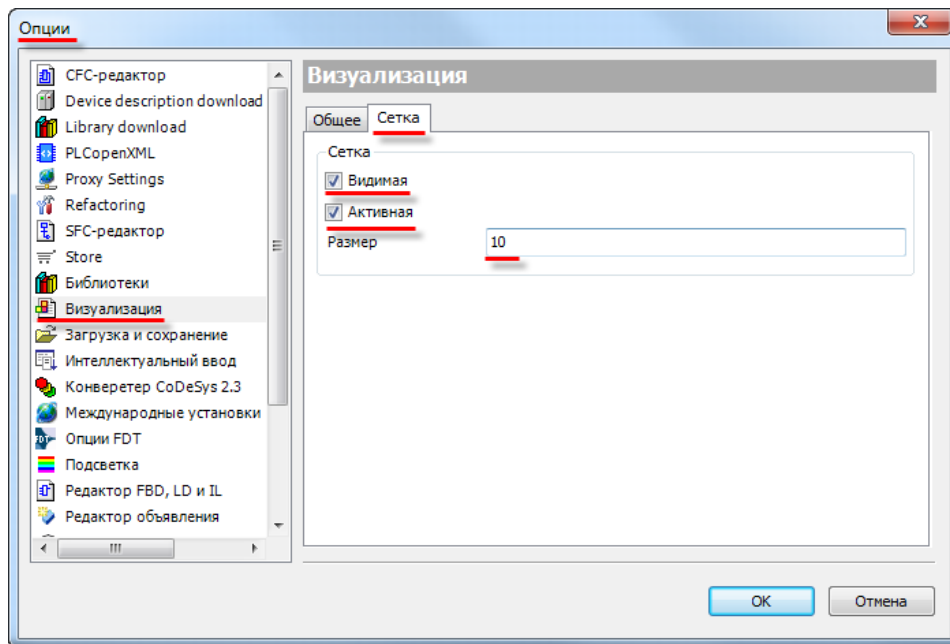 Опции
CFC-редактор
Device description download
Library download
PLCopenXML
Proxy Settings
Refactoring
SFC-редактор
Store
Библиотеки
Визуализация
Загрузка и сохранение
Интеллектуальный ввод
Конверетер CoDeSys 2.3
Международные установки
Опции FDT
Подсветка
Редактор FBD, LD и IL
Редактор объявления
Визуализация
Общее Сетка
Сетка
Видимая
Активная
Размер 10
OK Отмена